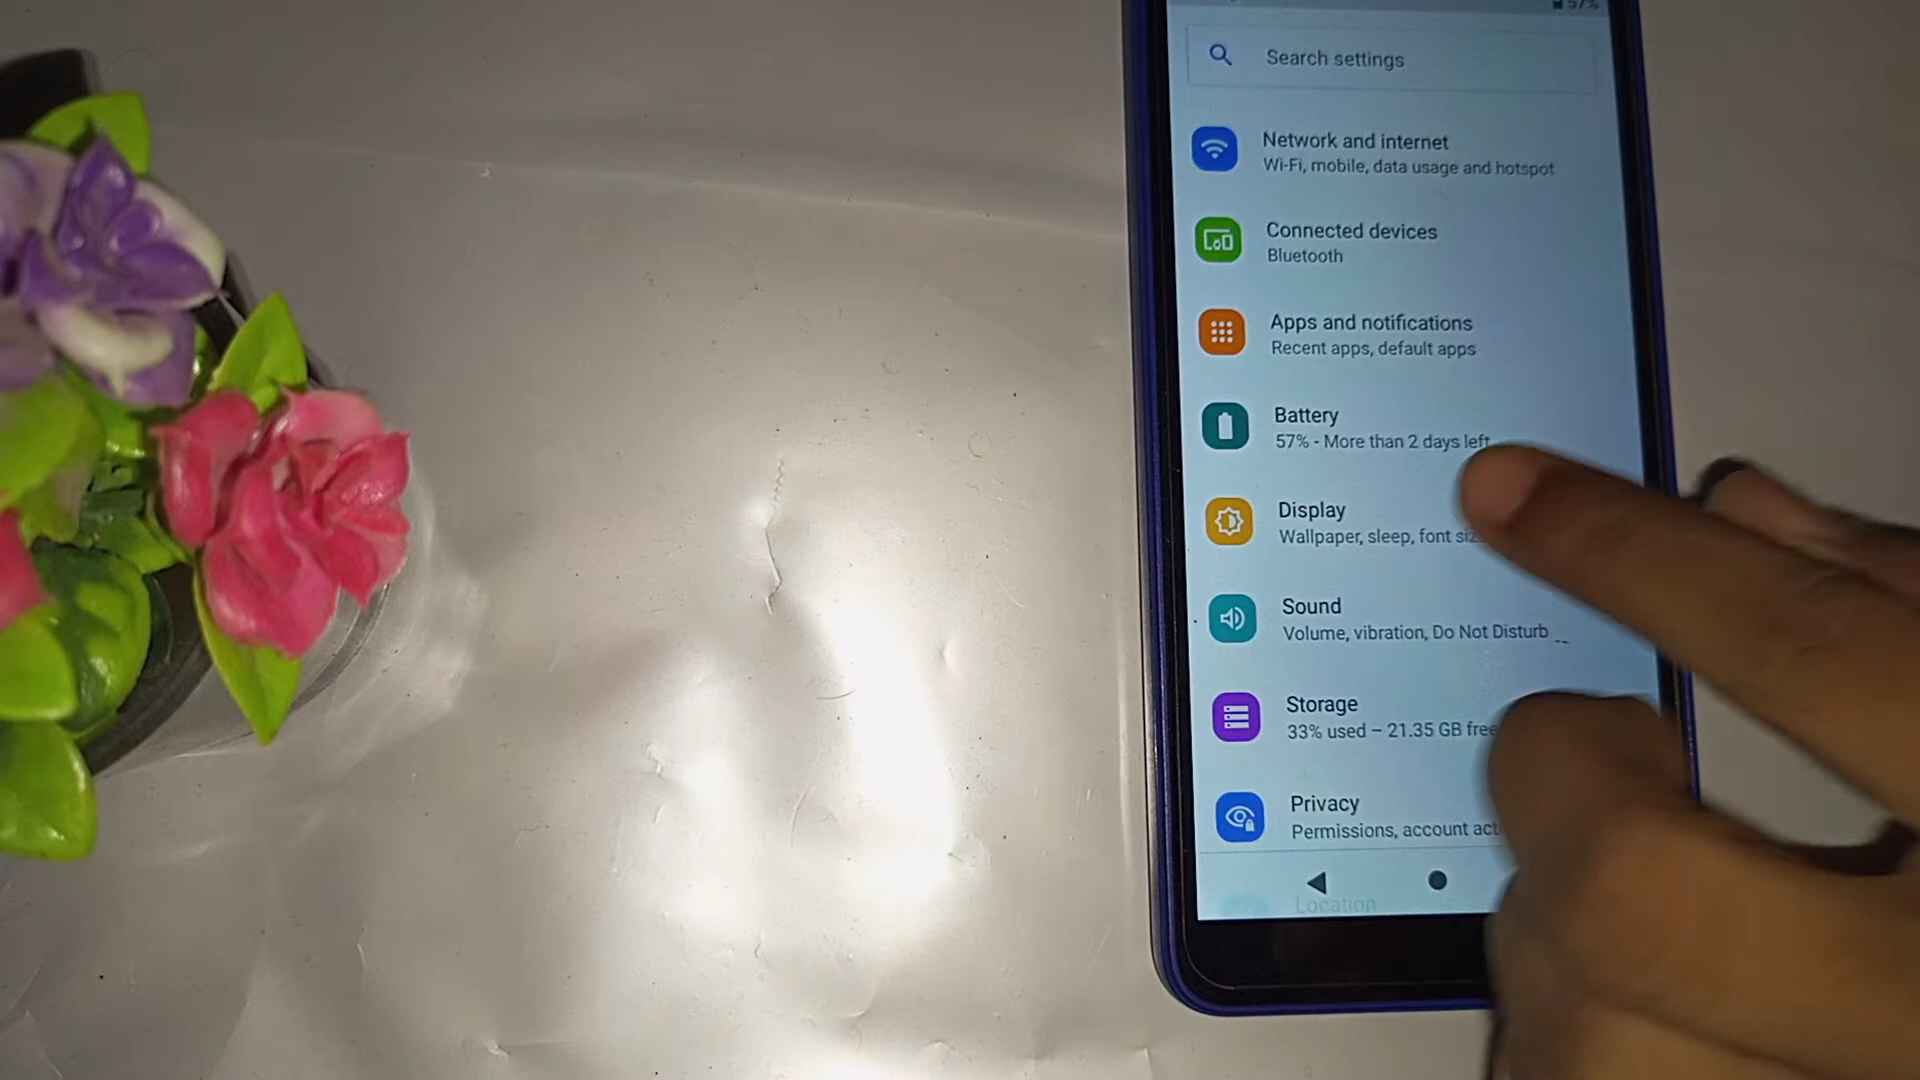 57%
Search settings
Network and internet
Wi-Fi, mobile, data usage and hotspot
Connected devices
Bluetooth
Apps and notifications
Recent apps, default apps
Battery
57% - More than 2 days left
Display
Wallpaper, sleep, font
Sound
Volume, vibration, Do Not Disturb
Storage
33% used – 21.35 GB free
Privacy
Permissions, account
Location